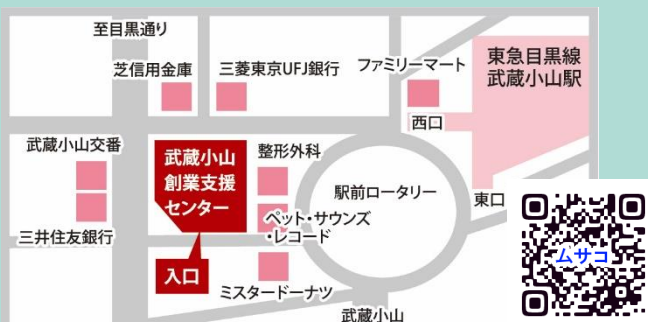 至目黒通り
芝信用金庫
三菱東京UFJ銀行
ファミリーマート
東急目黒線
武蔵小山駅
西口
武蔵小山交番
武蔵小山
創業支援
センター
整形外科
駅前ロータリー
東口
ペット・サウンズ
・レコード
三井住友銀行
入口
ミスタードーナツ
武蔵小山
ムサコ